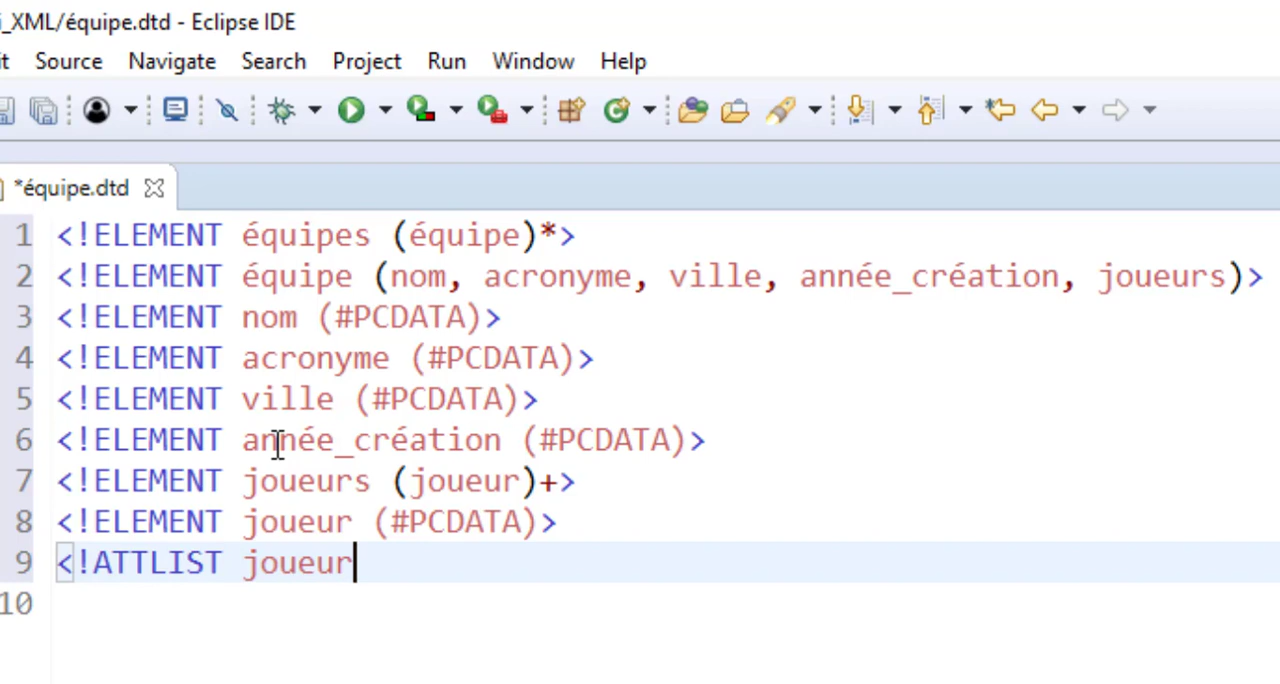 i_XML/équipe.dtd - Eclipse IDE
it Source Navigate Search Project Run Window Help
*équipe.dtd
1 <!ELEMENT équipes (équipe)*>
2 <!ELEMENT équipe (nom, acronyme, ville, année_création, joueurs)>
3 <!ELEMENT nom (#PCDATA)>
4 <!ELEMENT acronyme (#PCDATA)>
5 <!ELEMENT ville (#PCDATA)>
6 <!ELEMENT année_création (#PCDATA)>
7 <!ELEMENT joueurs (joueur)+>
8 <!ELEMENT joueur (#PCDATA)>
9 <!ATTLIST joueur
10